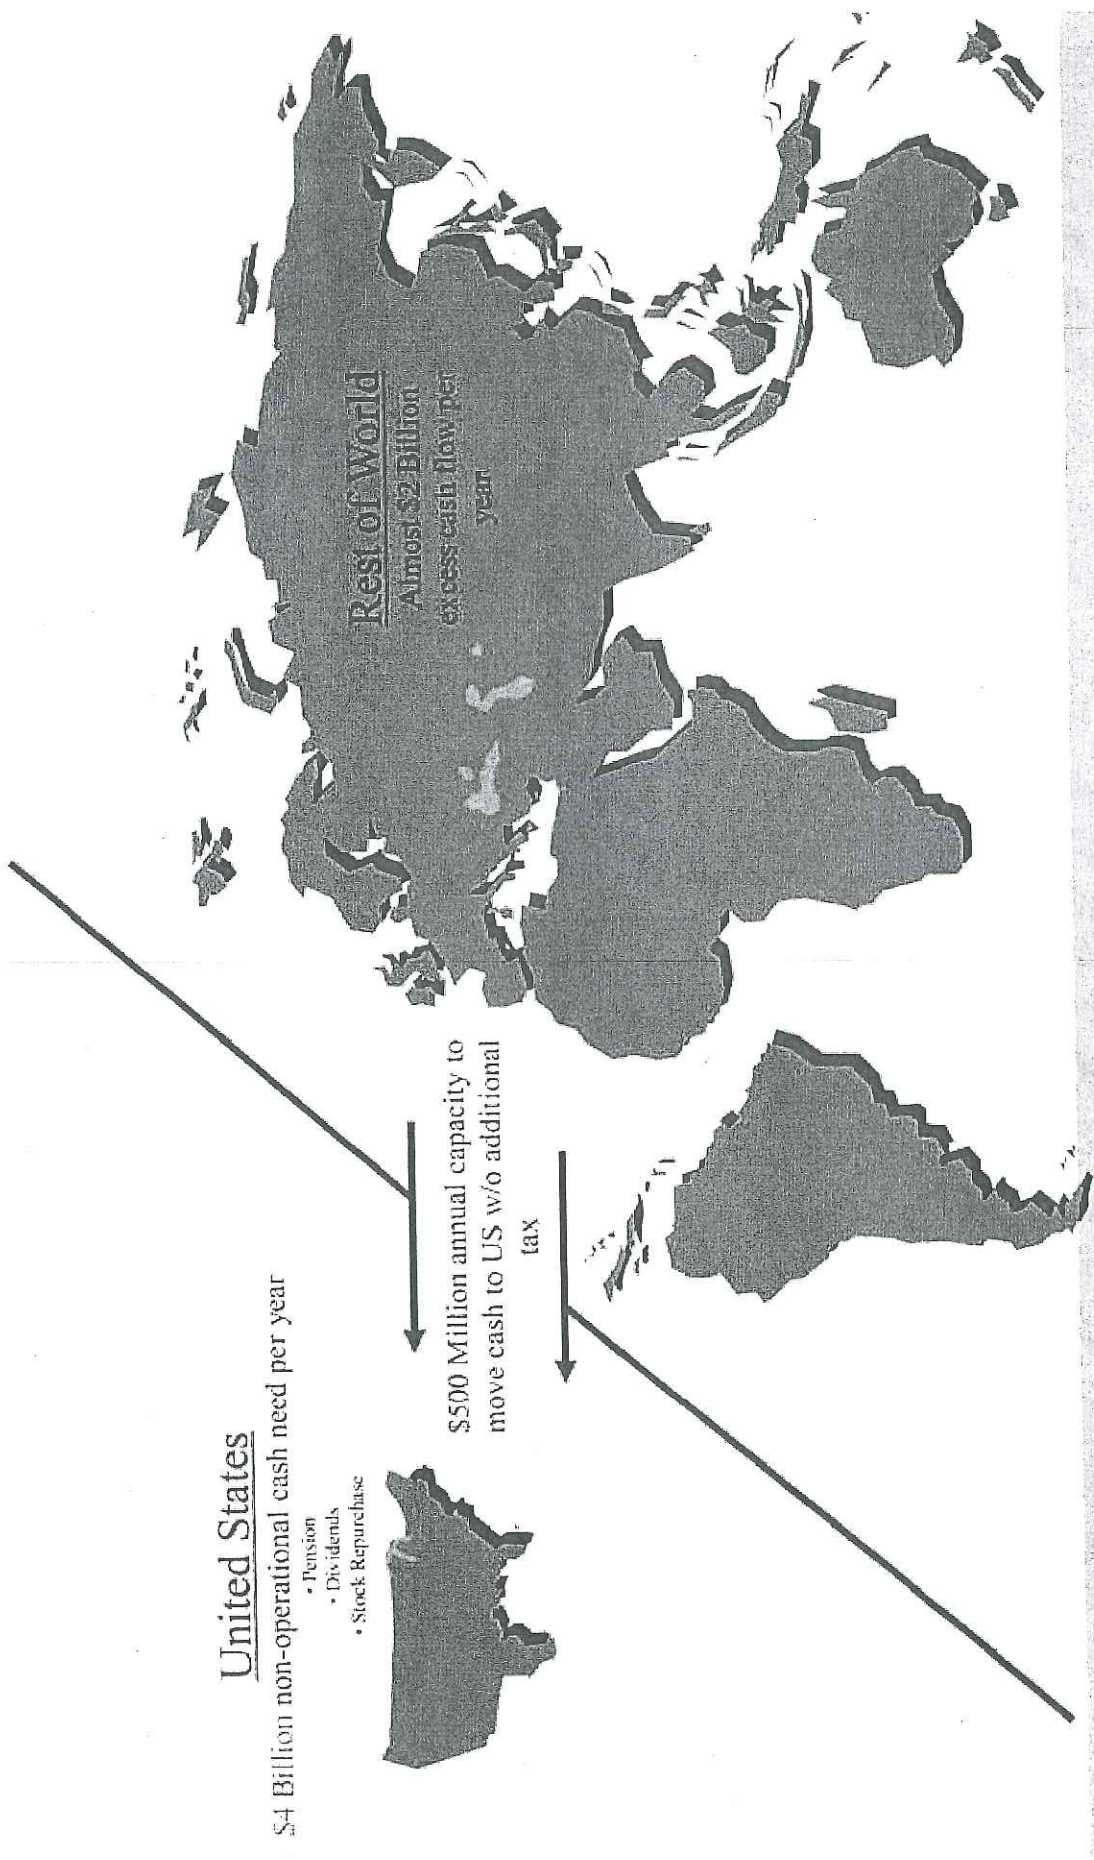 United States
$4 Billion non-operational cash need per year
• Pension
• Dividends
• Stock Repurchase
$500 Million annual capacity to
move cash to US w/o additional
tax
Rest of World
Almost $2 Billion
excess cash flow per
year